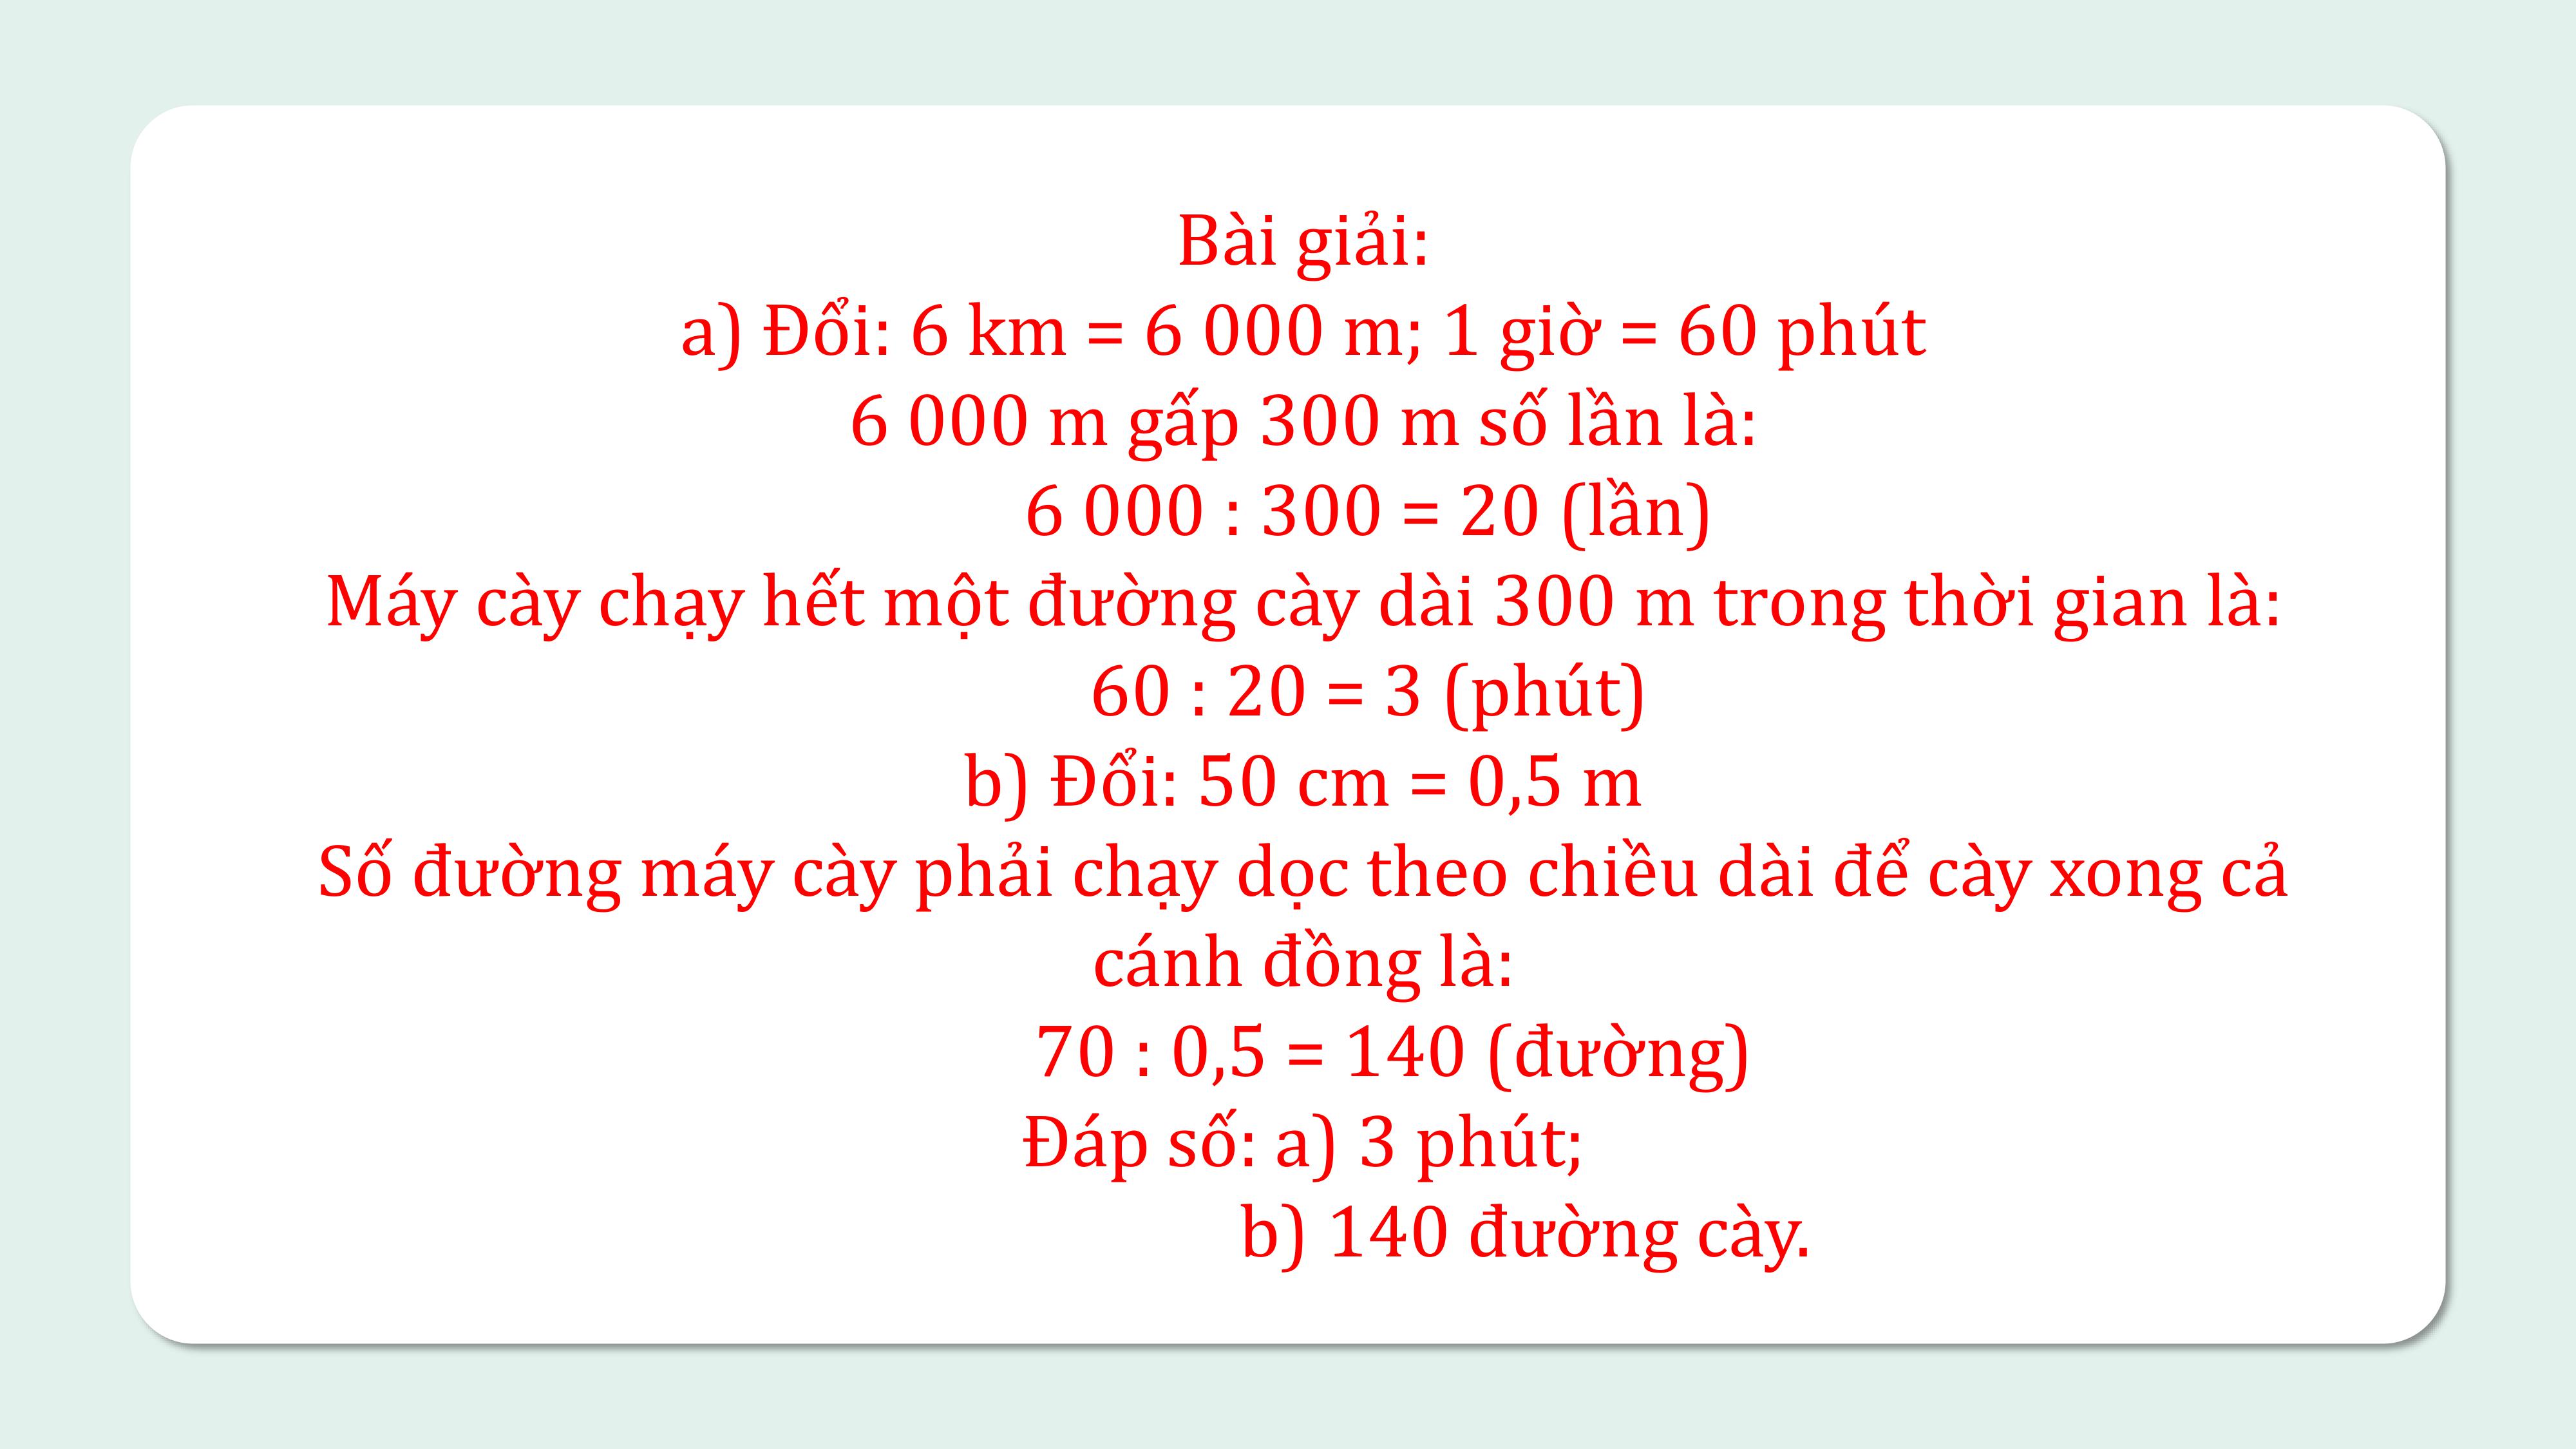 Bài giải:
a) Đổi: 6 km = 6 000 m; 1 giờ = 60 phút
6 000 m gấp 300 m số lần là:
6 000 : 300 = 20 (lần)
Máy cày chạy hết một đường cày dài 300 m trong thời gian là:
60 : 20 = 3 (phút)
b) Đổi: 50 cm = 0,5 m
Số đường máy cày phải chạy dọc theo chiều dài để cày xong cả
cánh đồng là:
70 : 0,5 = 140 (đường)
Đáp số: a) 3 phút;
b) 140 đường cày.